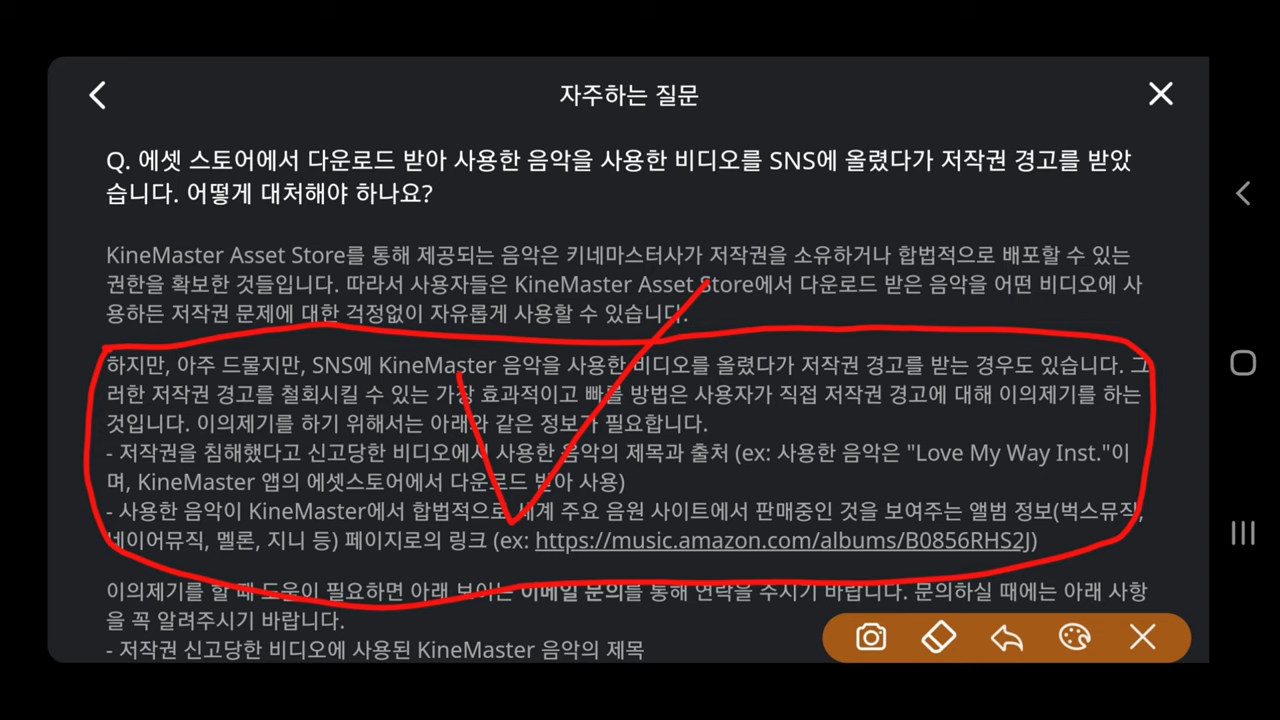 자주하는 질문
Q. 에셋 스토어에서 다운로드 받아 사용한 음악을 사용한 비디오를 SNS에 올렸다가 저작권 경고를 받았
습니다. 어떻게 대처해야 하나요?
KineMaster Asset Store를 통해 제공되는 음악은 키네마스터사가 저작권을 소유하거나 합법적으로 배포할 수 있는
권한을 확보한 것들입니다. 따라서 사용자들은 KineMaster Asset Store에서 다운로드 받은 음악을 어떤 비디오에 사
용하든 저작권 문제에 대한 걱정없이 자유롭게 사용할 수 있습니다.
하지만, 아주 드물지만, SNS에 KineMaster 음악을 사용한 비디오를 올렸다가 저작권 경고를 받는 경우도 있습니다. 그
러한 저작권 경고를 철회시킬 수 있는 가장 효과적이고 빠를 방법은 사용자가 직접 저작권 경고에 대해 이의제기를 하는
것입니다. 이의제기를 하기 위해서는 아래와 같은 정보가 필요합니다.
- 저작권을 침해했다고 신고당한 비디오에서 사용한 음악의 제목과 출처 (ex: 사용한 음악은 "Love My Way Inst."이
며, KineMaster 앱의 에셋스토어에서 다운로드 받아 사용)
- 사용한 음악이 KineMaster에서 합법적으로 세계 주요 음원 사이트에서 판매중인 것을 보여주는 앨범 정보(벅스뮤직,
네이어뮤직, 멜론, 지니 등) 페이지로의 링크 (ex: https://music.amazon.com/albums/B0856RHS2J)
이의제기를 할 때 도움이 필요하면 아래 보이는 이메일 문의를 통해 연락을 주시기 바랍니다. 문의하실 때에는 아래 사항
을 꼭 알려주시기 바랍니다.
- 저작권 신고당한 비디오에 사용된 KineMaster 음악의 제목